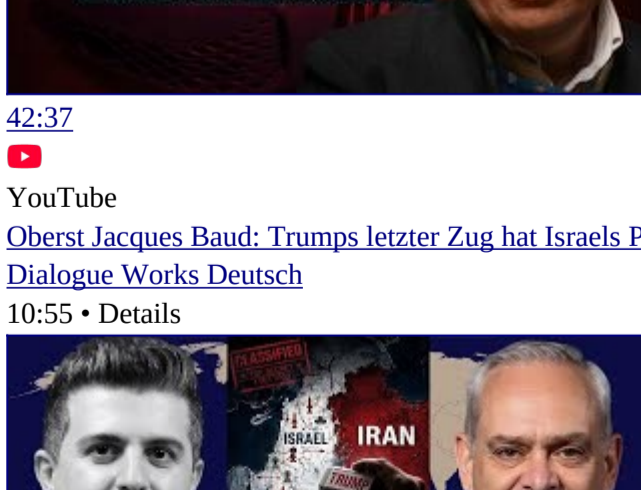 42:37
YouTube
Oberst Jacques Baud: Trumps letzter Zug hat Israels
Dialogue Works Deutsch
10:55 • Details
CLASSIFIED
ISRAEL
IRAN
TRUMP